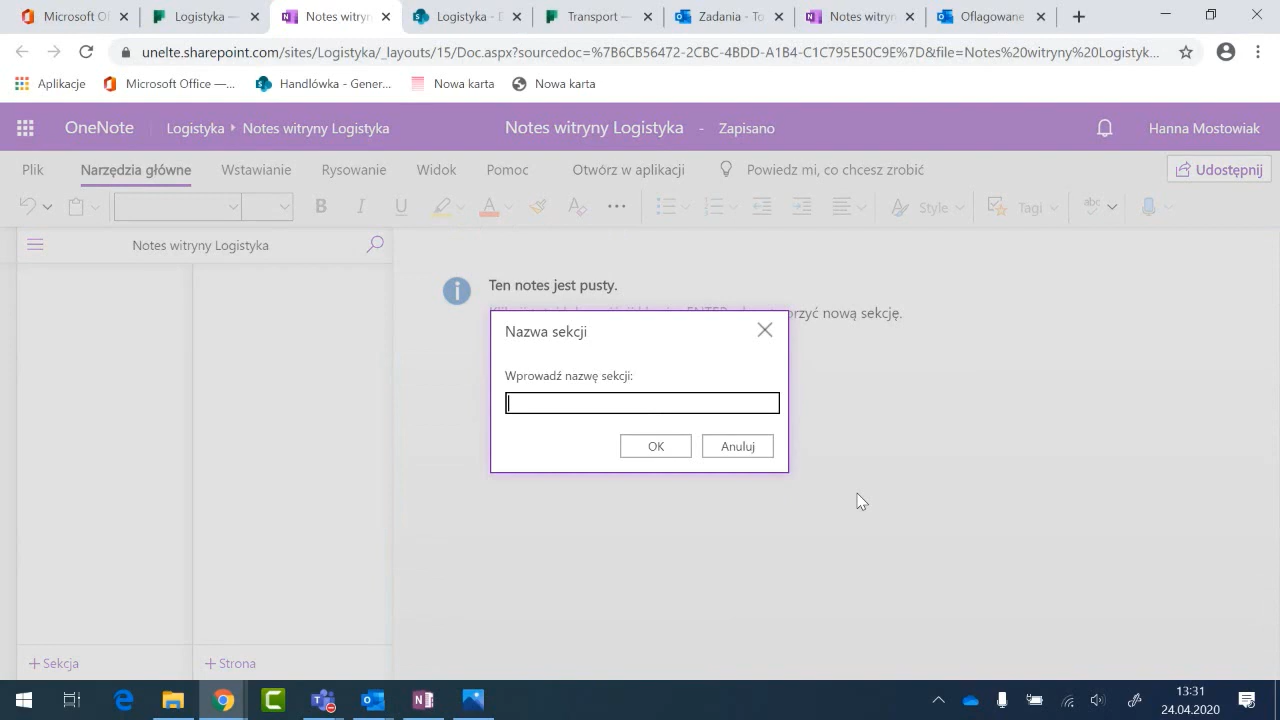 Microsoft O
Logistyka –
Notes witryn
Logistyka - D
Transport —
Zadania - To
Notes witryn
Oflagowane
unelte.sharepoint.com/sites/Logistyka/_layouts/15/Doc.aspx?sourcedoc=%7B6CB56472-2CBC-4BDD-A1B4-C1C795E50C9E%7D&file=Notes%20witryny%20Logistyk...
Aplikacje
Microsoft Office —...
Handlówka - Gener...
Nowa karta
Nowa karta
OneNote
Logistyka
Notes witryny Logistyka
Notes witryny Logistyka - Zapisano
Hanna Mostowiak
Plik
Narzędzia główne
Wstawianie
Rysowanie
Widok
Pomoc
Otwórz w aplikacji
Powiedz mi, co chcesz zrobić
Udostępnij
B
I
U
A
Style
Tagi
abc
Notes witryny Logistyka
Ten notes jest pusty.
orzyć nową sekcję.
Nazwa sekcji
Wprowadź nazwę sekcji:
OK
Anuluj
+ Sekcja
+ Strona
13:31
24.04.2020